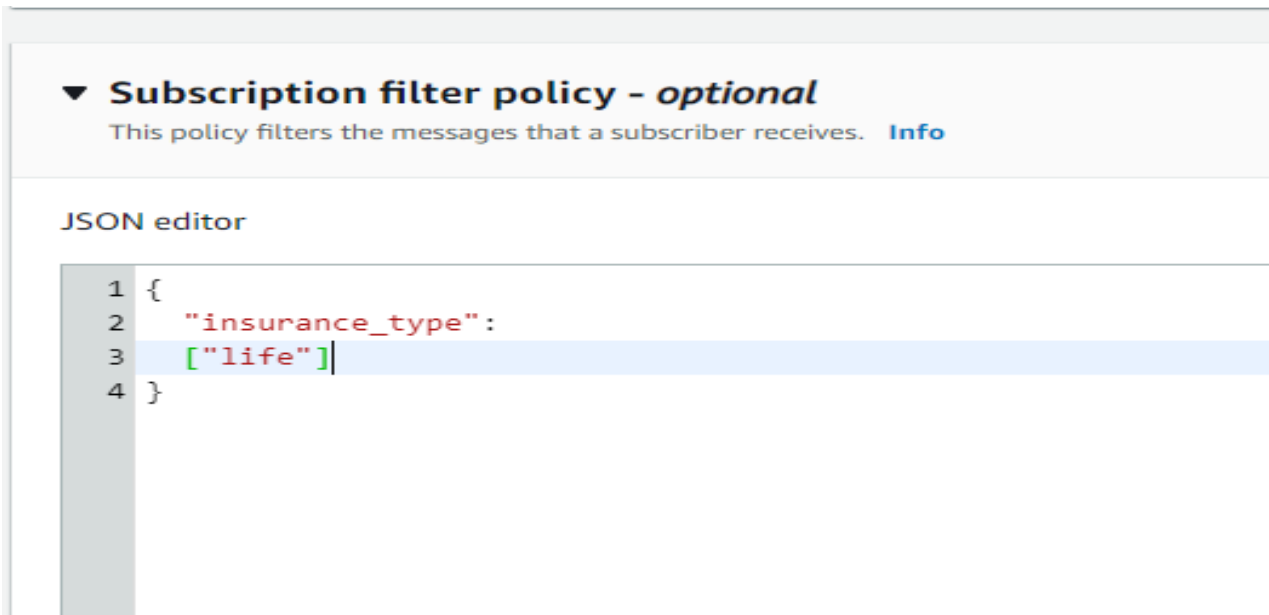 Subscription filter policy - optional
This policy filters the messages that a subscriber receives. Info
JSON editor
1 {
2 "insurance_type":
3 ["life"]
4 }